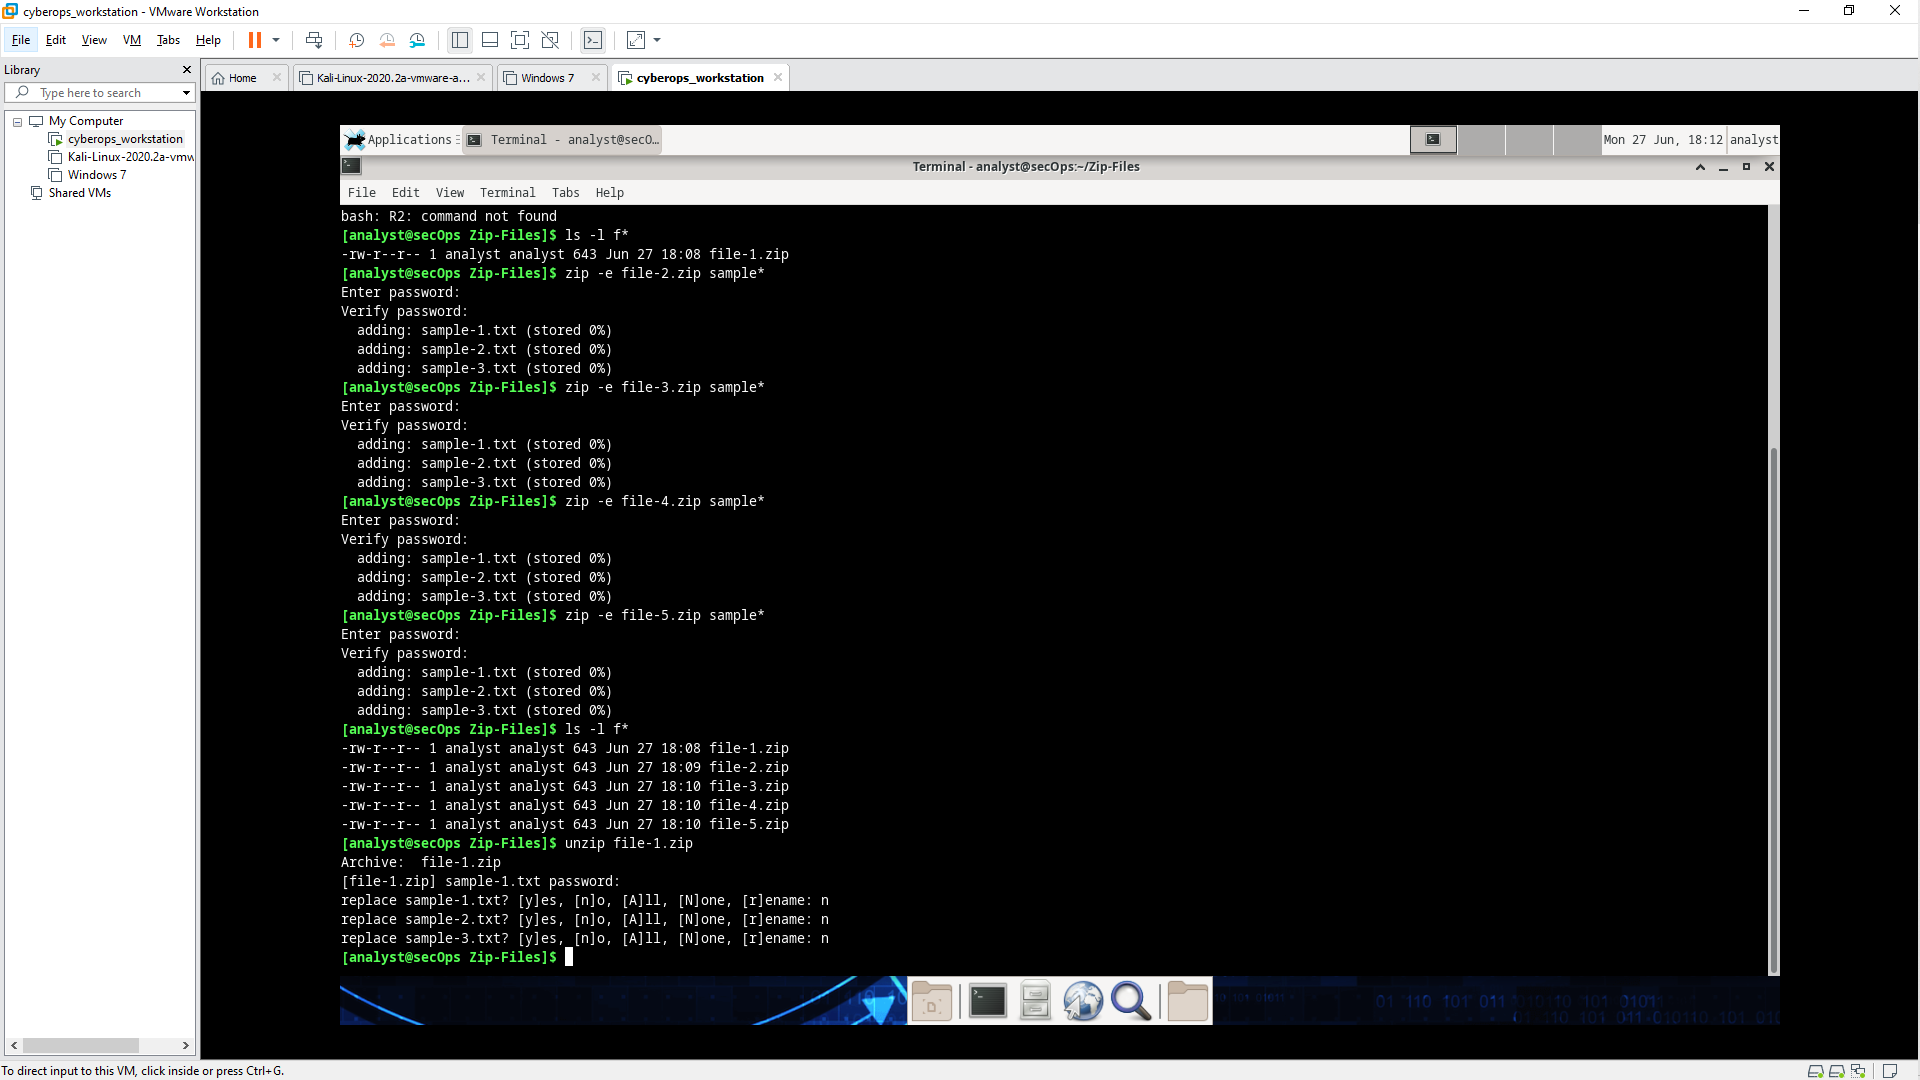 cyberops_workstation - VMware Workstation
File Edit View VM Tabs Help
Library
Type here to search
My Computer
cyberops_workstation
Kali-Linux-2020.2a-vmw
Windows 7
Shared VMs
Home
Kali-Linux-2020.2a-vmware-a...
Windows 7
cyberops_workstation
Applications
Terminal - analyst@secO...
Mon 27 Jun, 18:12
analyst
Terminal - analyst@secOps:~/Zip-Files
File Edit View Terminal Tabs Help
bash: R2: command not found
[analyst@secOps Zip-Files]$ ls -l f*
-rw-r--r-- 1 analyst analyst 643 Jun 27 18:08 file-1.zip
[analyst@secOps Zip-Files]$ zip -e file-2.zip sample*
Enter password:
Verify password:
  adding: sample-1.txt (stored 0%)
  adding: sample-2.txt (stored 0%)
  adding: sample-3.txt (stored 0%)
[analyst@secOps Zip-Files]$ zip -e file-3.zip sample*
Enter password:
Verify password:
  adding: sample-1.txt (stored 0%)
  adding: sample-2.txt (stored 0%)
  adding: sample-3.txt (stored 0%)
[analyst@secOps Zip-Files]$ zip -e file-4.zip sample*
Enter password:
Verify password:
  adding: sample-1.txt (stored 0%)
  adding: sample-2.txt (stored 0%)
  adding: sample-3.txt (stored 0%)
[analyst@secOps Zip-Files]$ zip -e file-5.zip sample*
Enter password:
Verify password:
  adding: sample-1.txt (stored 0%)
  adding: sample-2.txt (stored 0%)
  adding: sample-3.txt (stored 0%)
[analyst@secOps Zip-Files]$ ls -l f*
-rw-r--r-- 1 analyst analyst 643 Jun 27 18:08 file-1.zip
-rw-r--r-- 1 analyst analyst 643 Jun 27 18:09 file-2.zip
-rw-r--r-- 1 analyst analyst 643 Jun 27 18:10 file-3.zip
-rw-r--r-- 1 analyst analyst 643 Jun 27 18:10 file-4.zip
-rw-r--r-- 1 analyst analyst 643 Jun 27 18:10 file-5.zip
[analyst@secOps Zip-Files]$ unzip file-1.zip
Archive:  file-1.zip
[file-1.zip] sample-1.txt password:
replace sample-1.txt? [y]es, [n]o, [A]ll, [N]one, [r]ename: n
replace sample-2.txt? [y]es, [n]o, [A]ll, [N]one, [r]ename: n
replace sample-3.txt? [y]es, [n]o, [A]ll, [N]one, [r]ename: n
[analyst@secOps Zip-Files]$
To direct input to this VM, click inside or press Ctrl+G.